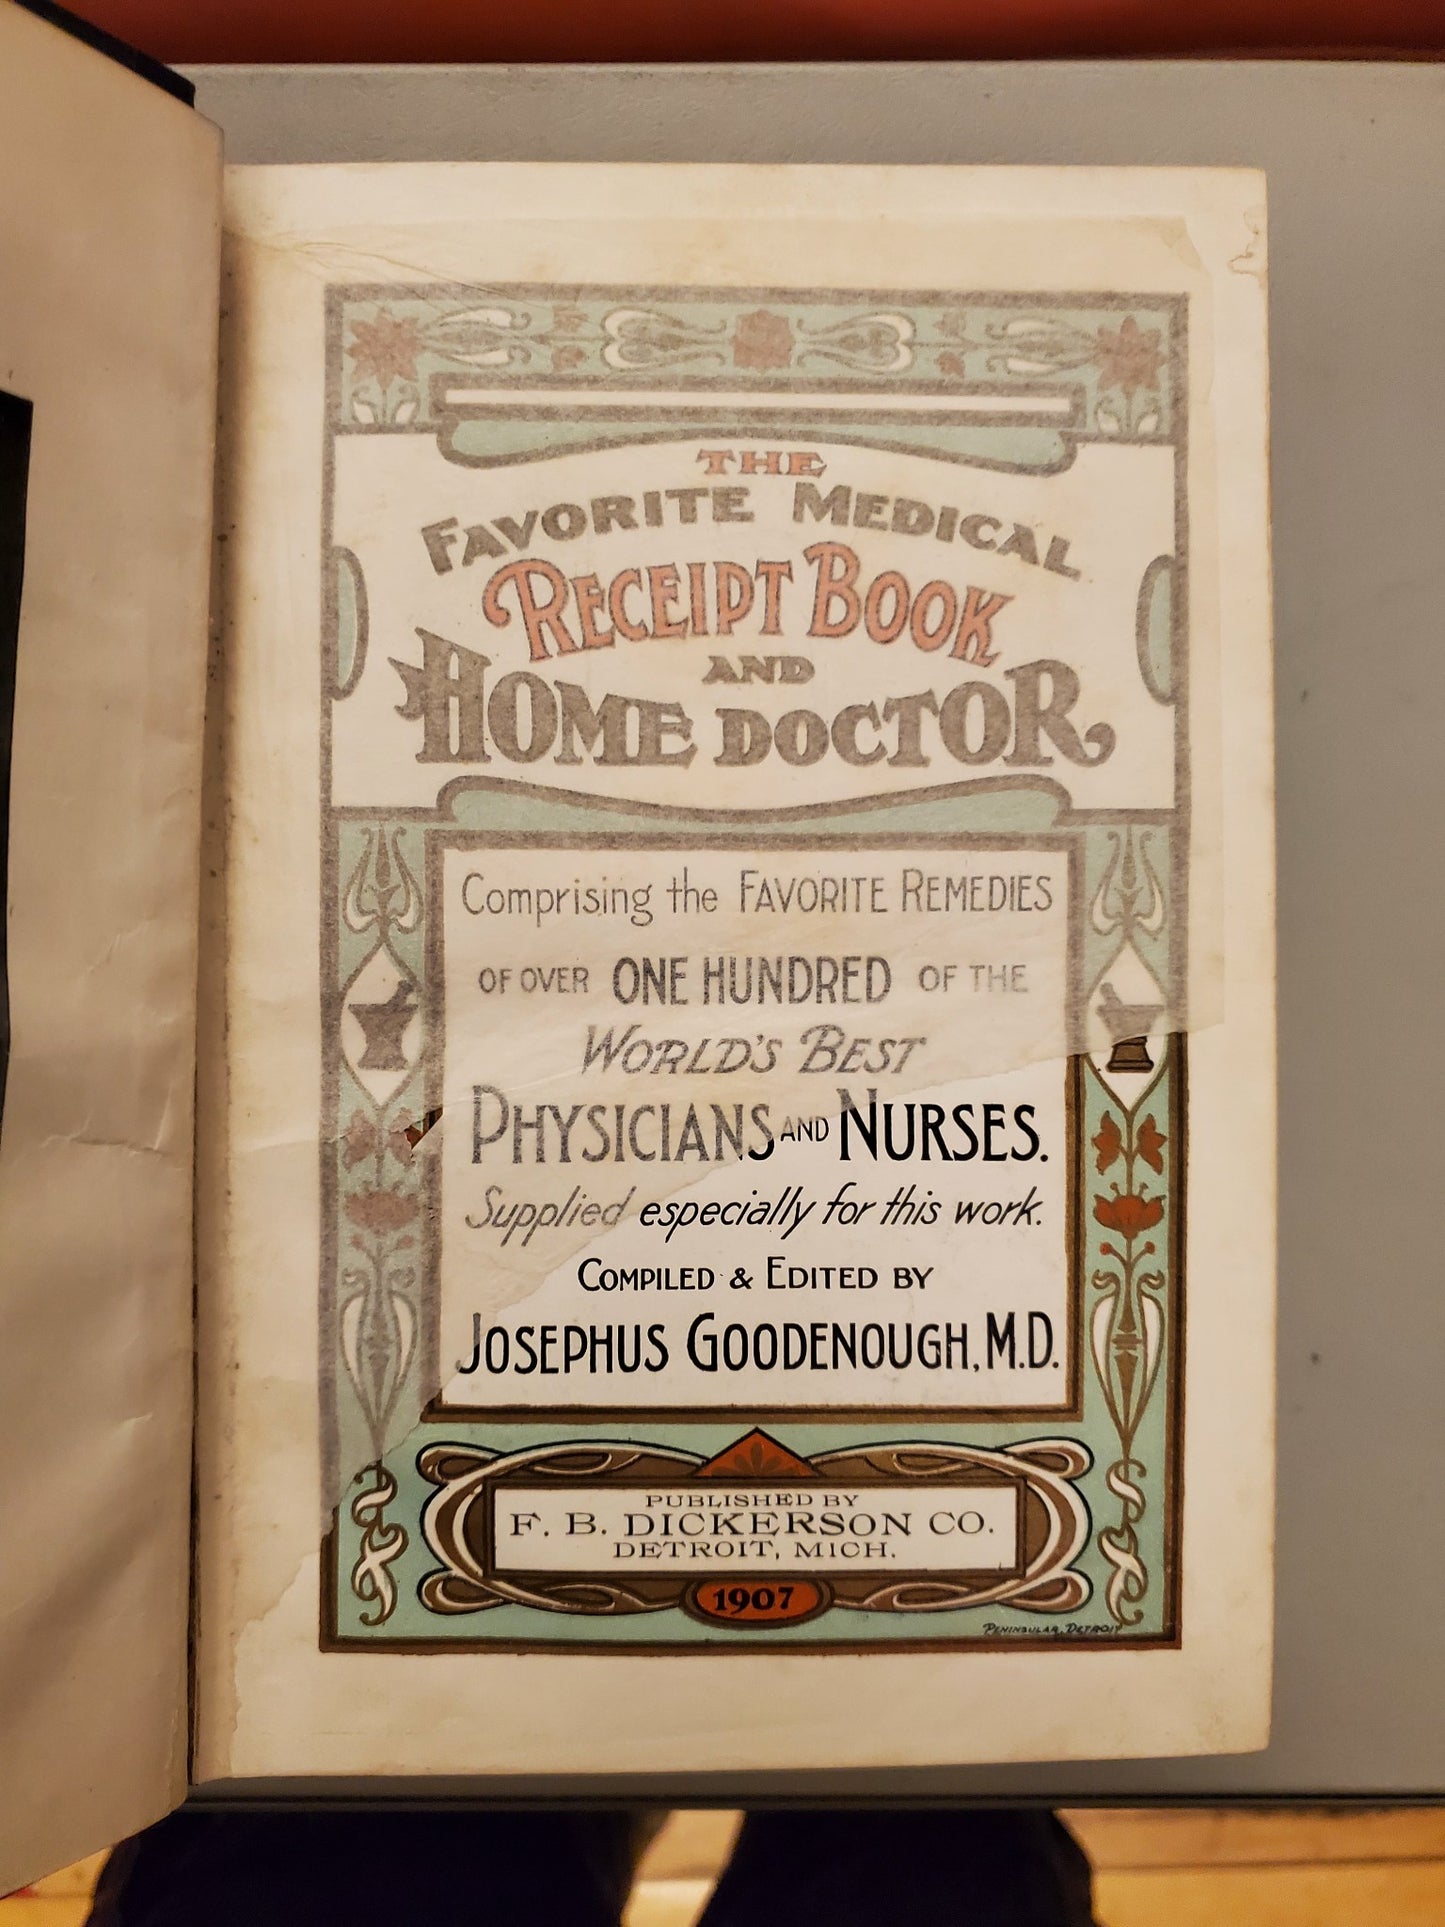 THE
FAVORITE MEDICAL
RECEIPT BOOK
AND
HOME DOCTOR
Comprising the FAVORITE REMEDIES
OF OVER ONE HUNDRED OF THE
WORLD'S BEST
PHYSICIANS AND NURSES.
Supplied especially for this work.
COMPILED & EDITED BY
JOSEPHUS GOODENOUGH, M.D.
PUBLISHED BY
F. B. DICKERSON CO.
DETROIT, MICH.
1907
PENINSULAR, DETROIT